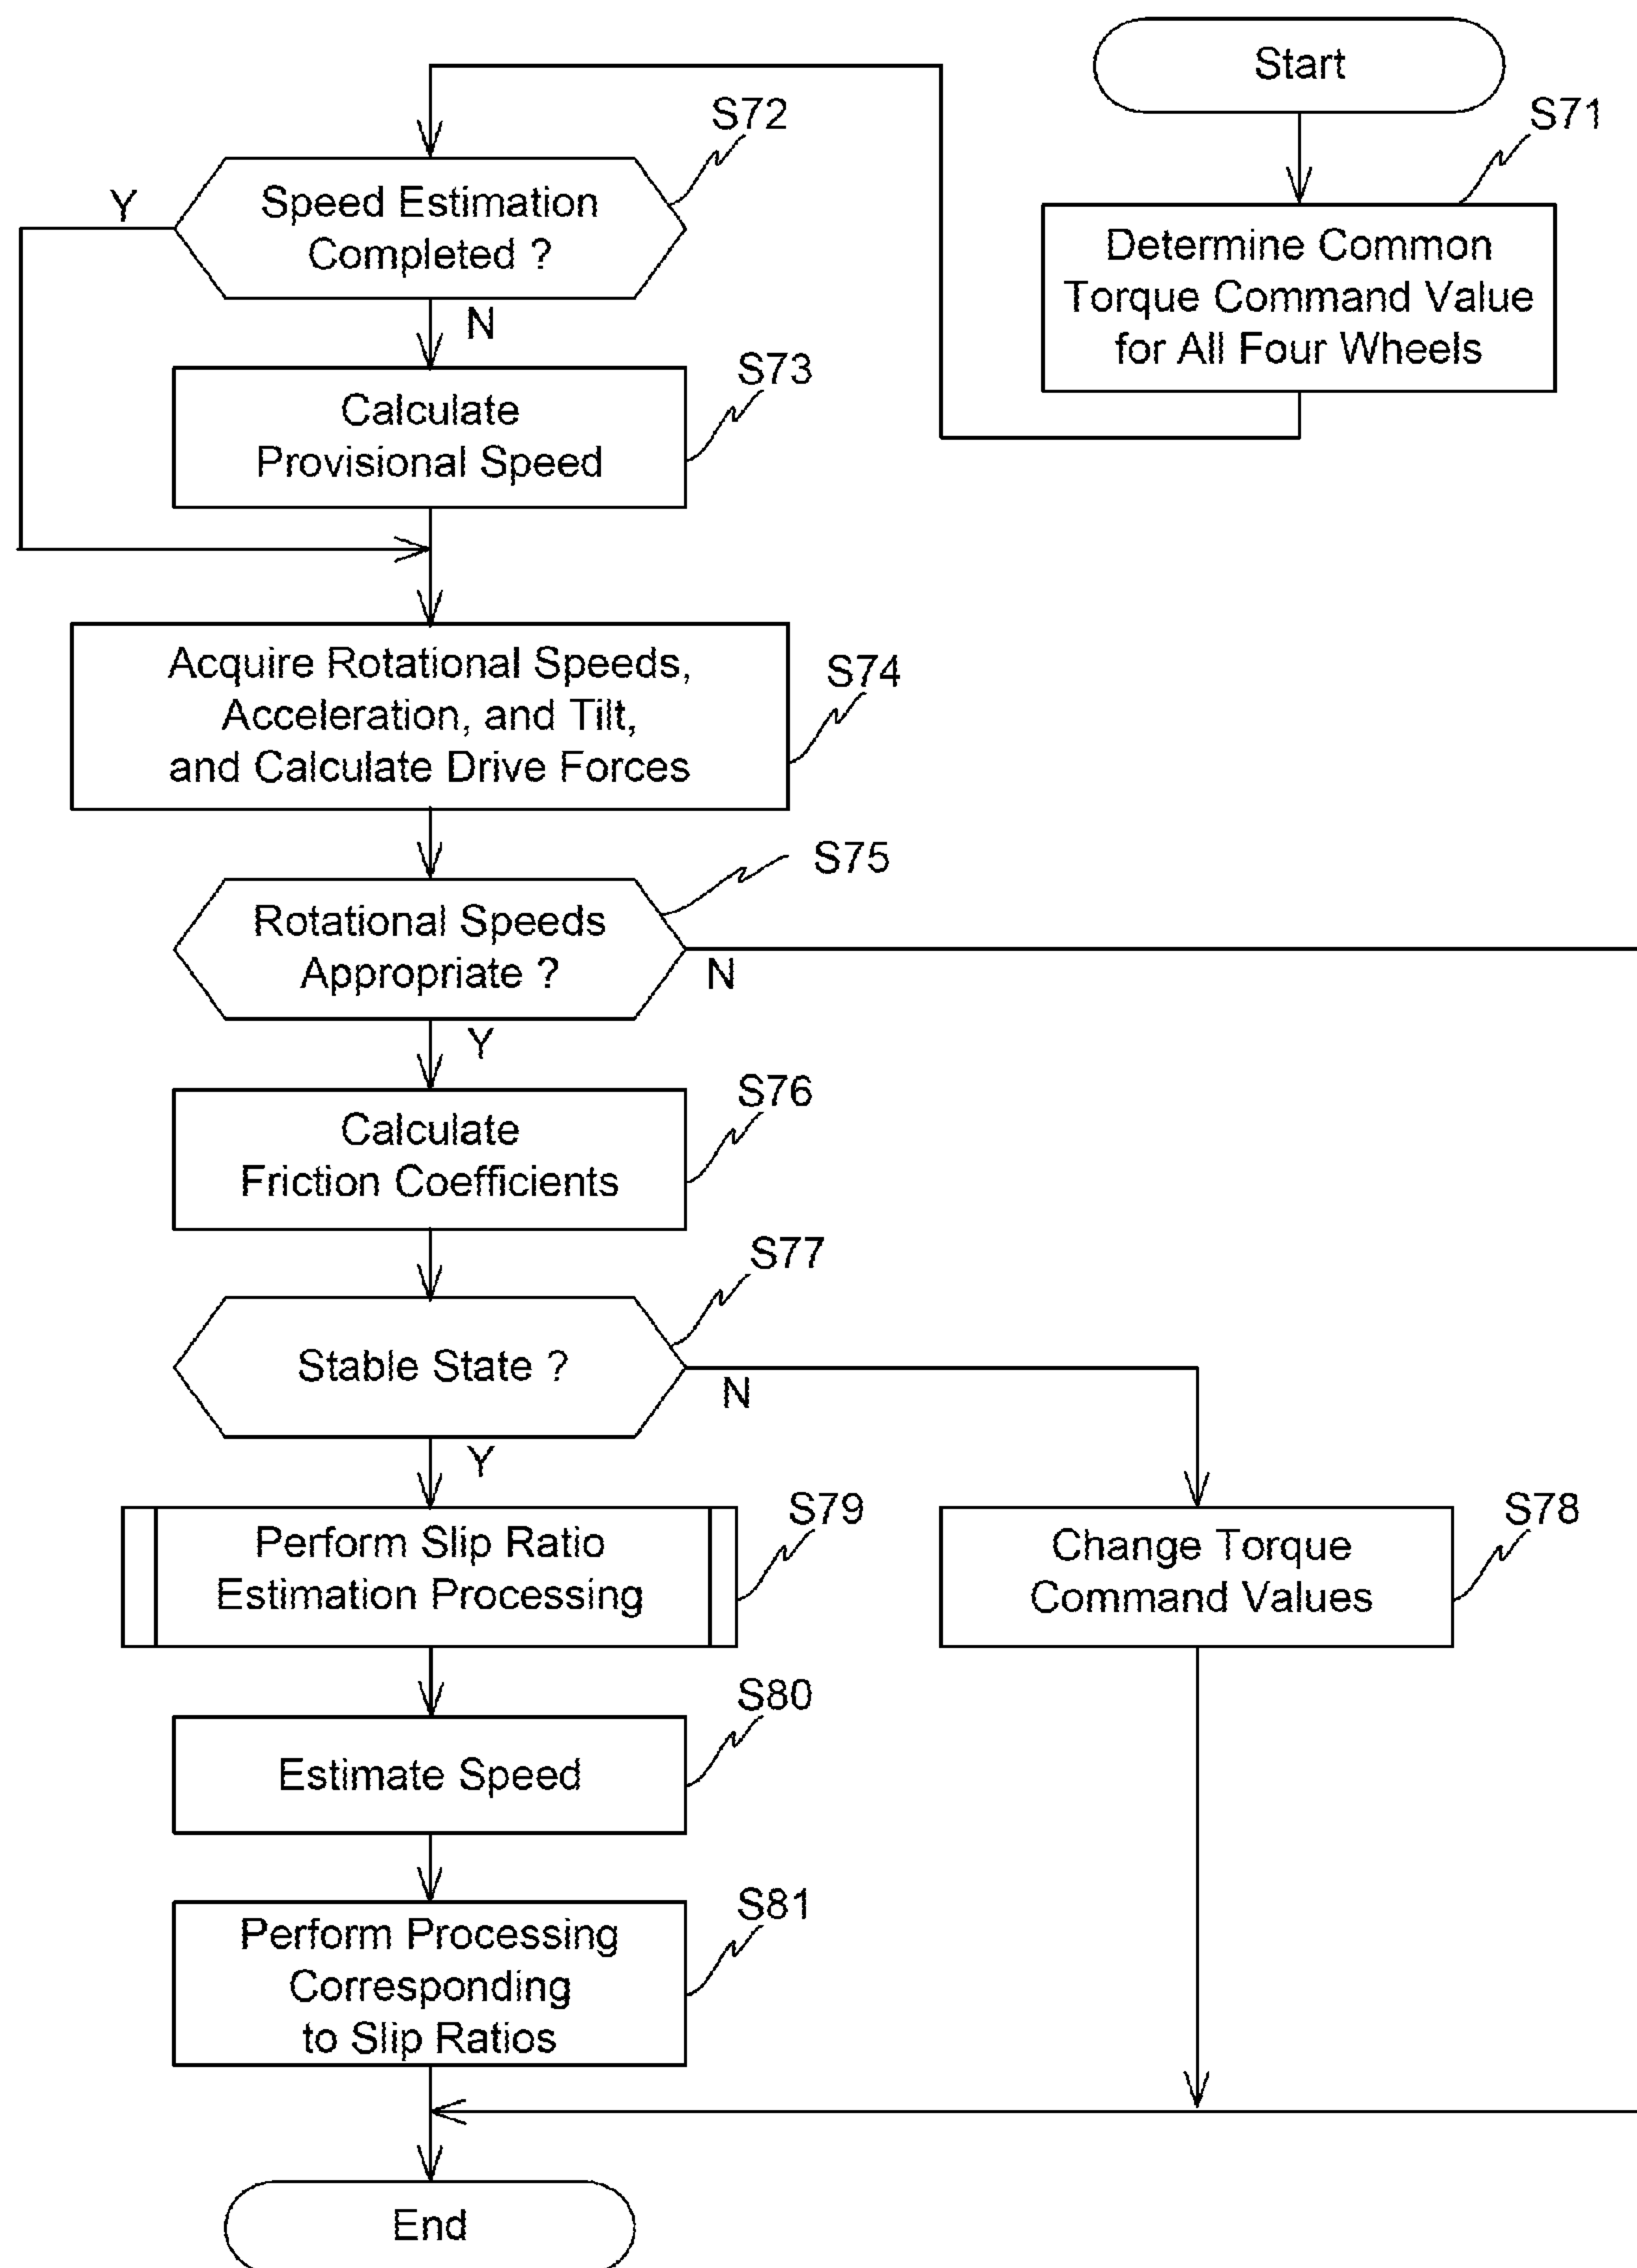 Start
S71
Determine Common
Torque Command Value
for All Four Wheels
S72
Speed Estimation
Completed ?
Y
N
S73
Calculate
Provisional Speed
S74
Acquire Rotational Speeds,
Acceleration, and Tilt,
and Calculate Drive Forces
S75
Rotational Speeds
Appropriate ?
N
Y
S76
Calculate
Friction Coefficients
S77
Stable State ?
N
Y
S79
Perform Slip Ratio
Estimation Processing
S78
Change Torque
Command Values
S80
Estimate Speed
S81
Perform Processing
Corresponding
to Slip Ratios
End